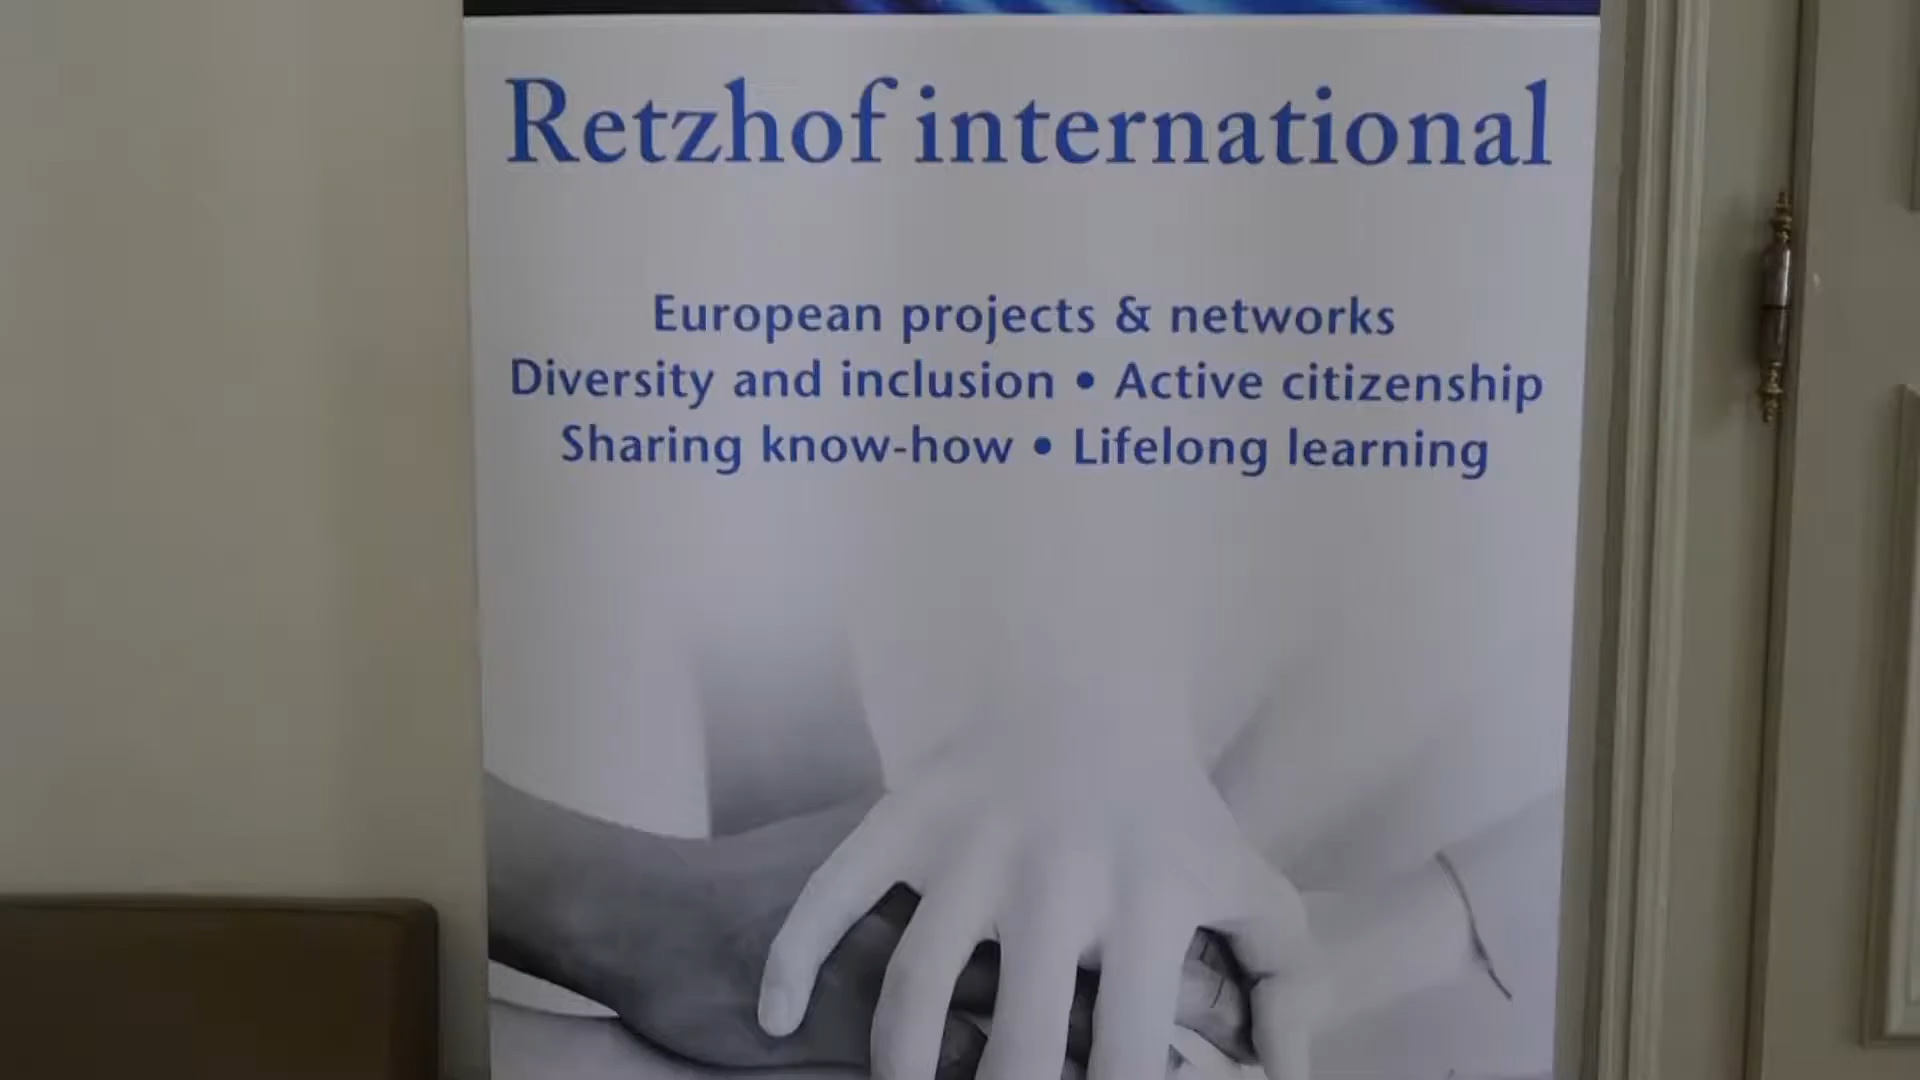 Retzhof international
European projects & networks
Diversity and inclusion • Active citizenship
Sharing know-how • Lifelong learning